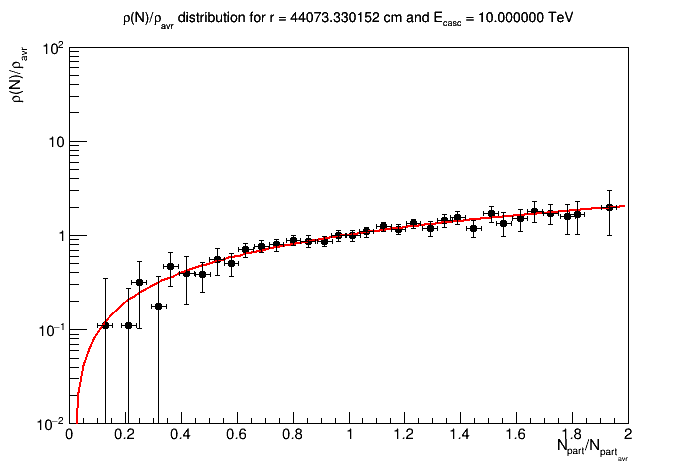 ρ(N)/ρavr distribution for r = 44073.330152 cm and Ecasc = 10.000000 TeV
ρ(N)/ρavr
10²
10
1
10⁻¹
10⁻²
0 0.2 0.4 0.6 0.8 1 1.2 1.4 1.6 1.8 2
Npart/Npartavr